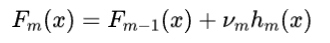 F_m(x) = F_{m-1}(x) + ν_m h_m(x)